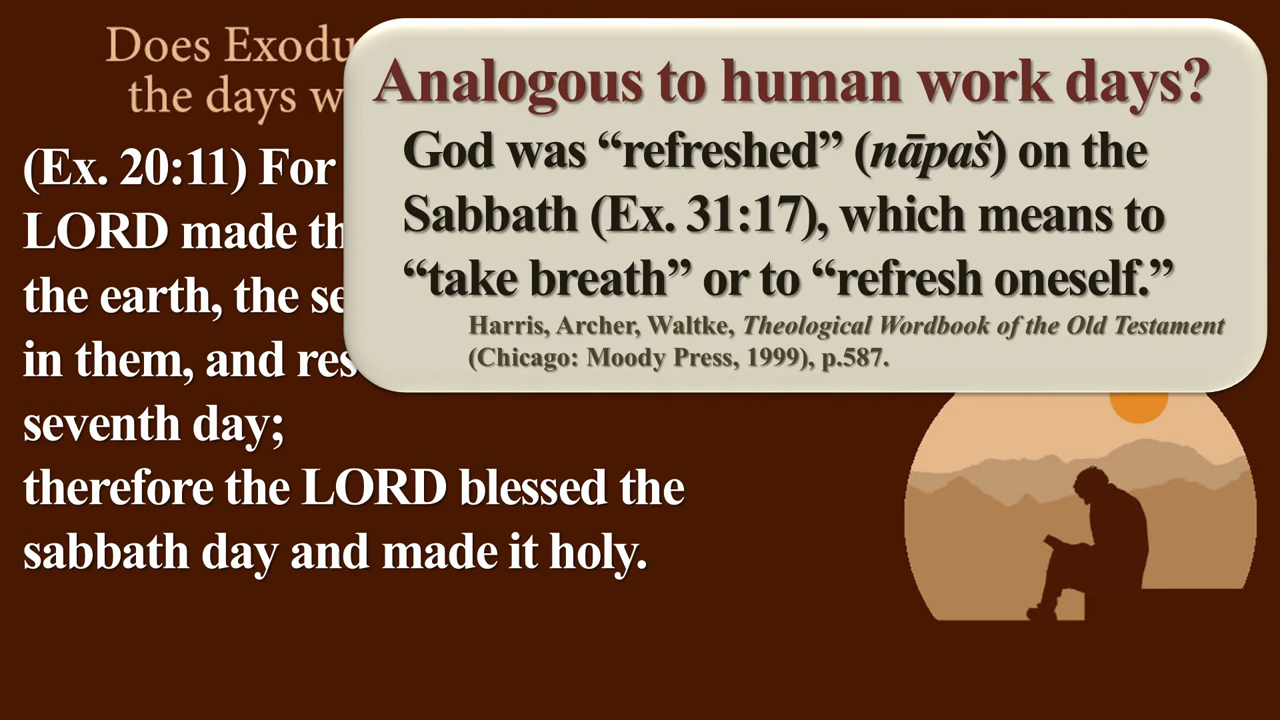 Does Exodu
the days w
(Ex. 20:11) For
LORD made th
the earth, the se
in them, and res
seventh day;
therefore the LORD blessed the
sabbath day and made it holy.
Analogous to human work days?
God was “refreshed” (nāpaš) on the
Sabbath (Ex. 31:17), which means to
“take breath” or to “refresh oneself.”
Harris, Archer, Waltke, Theological Wordbook of the Old Testament
(Chicago: Moody Press, 1999), p.587.